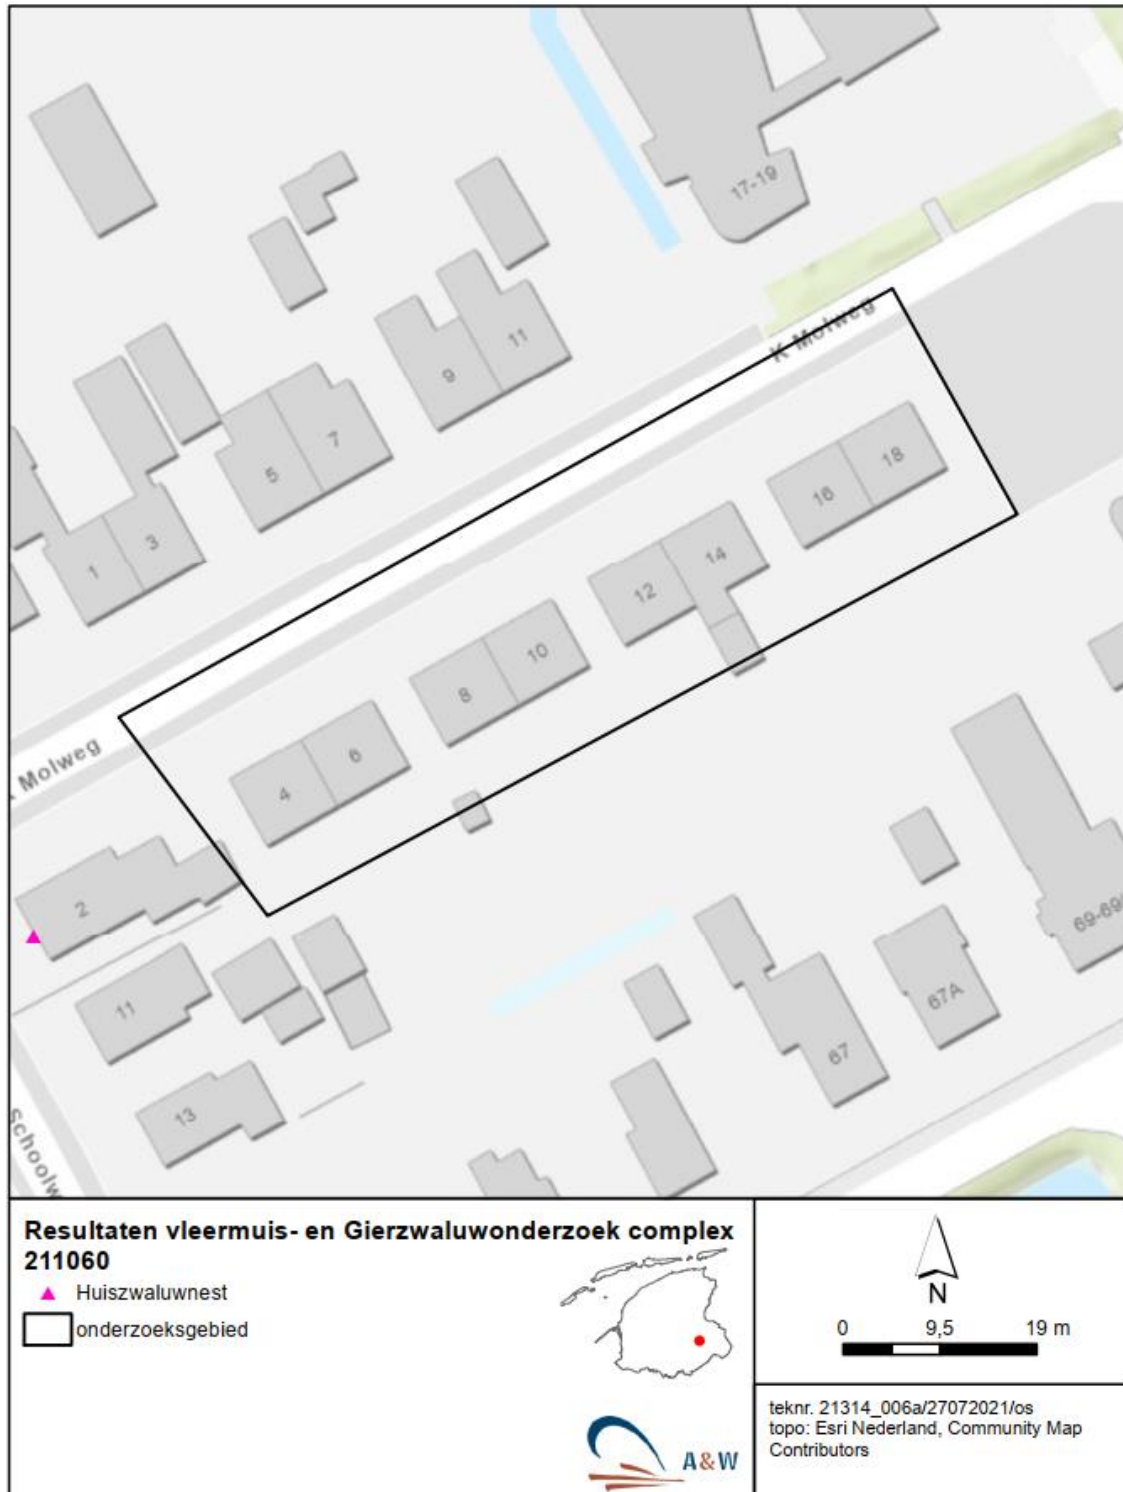 17-19
K Molweg
11
9
7
5
3
1
18
16
14
12
10
8
6
4
Molweg
2
11
13
67
67A
69-69
Schoolw
Resultaten vleermuis- en Gierzwaluwonderzoek complex
211060
Huiszwaluwnest
onderzoeksgebied
N
0 9,5 19 m
A&W
teknr. 21314_006a/27072021/os
topo: Esri Nederland, Community Map
Contributors